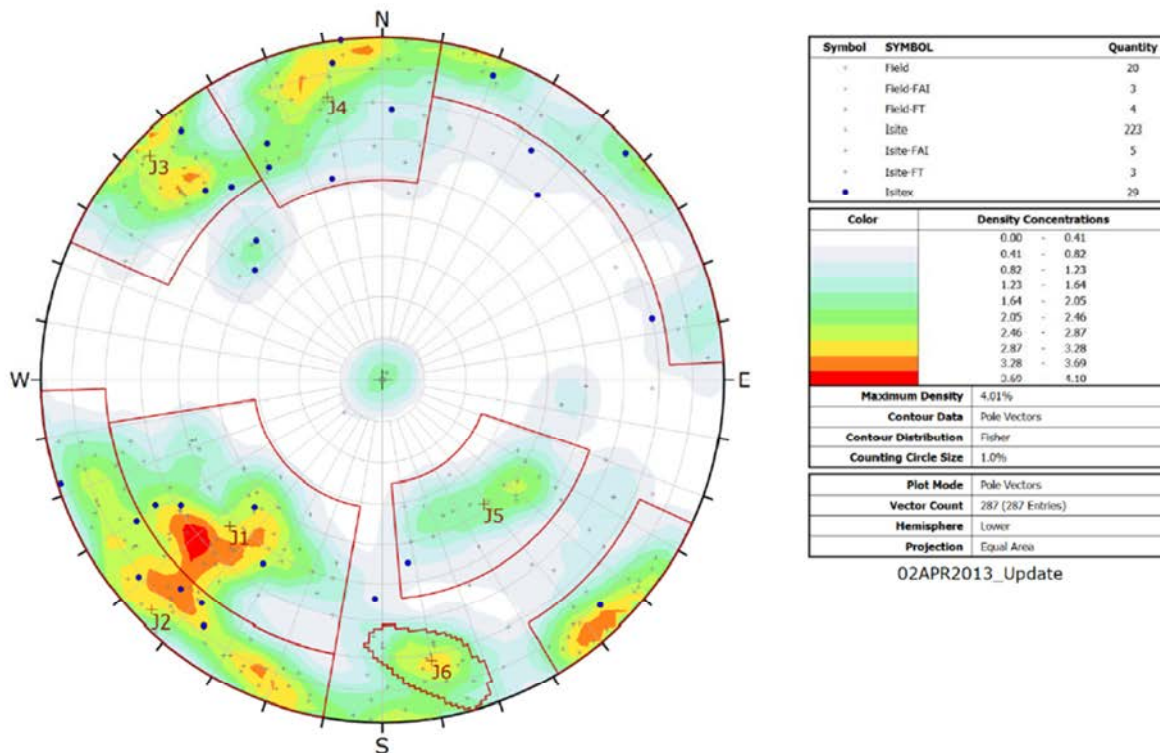 N
J4
J3
W
E
J5
J1
J2
J6
S
Symbol SYMBOL Quantity
Field 20
Field-FAI 3
Field-FT 4
Isite 223
Isite-FAI 5
Isite-FT 3
Isitex 29
Color Density Concentrations
0.00 - 0.41
0.41 - 0.82
0.82 - 1.23
1.23 - 1.64
1.64 - 2.05
2.05 - 2.46
2.46 - 2.87
2.87 - 3.28
3.28 - 3.69
3.69 4.10
Maximum Density 4.01%
Contour Data Pole Vectors
Contour Distribution Fisher
Counting Circle Size 1.0%
Plot Mode Pole Vectors
Vector Count 287 (287 Entries)
Hemisphere Lower
Projection Equal Area
02APR2013_Update